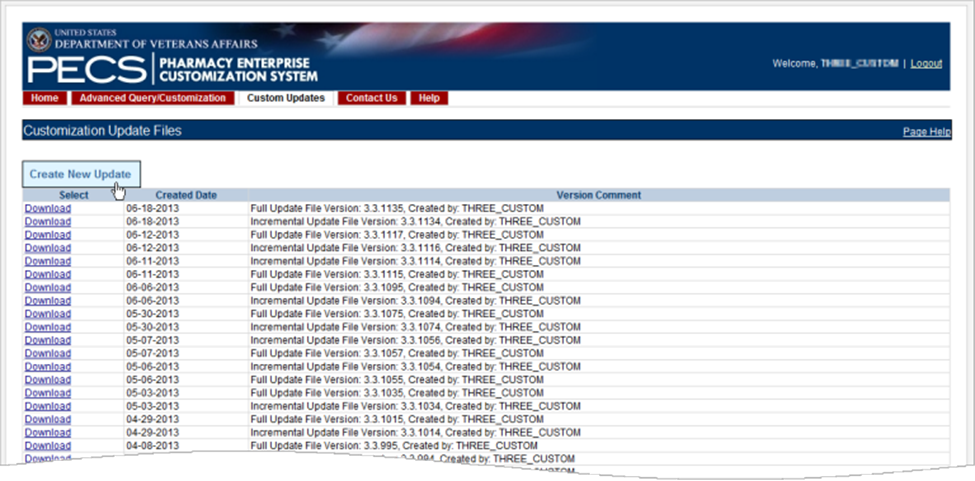 UNITED STATES
DEPARTMENT OF VETERANS AFFAIRS
PECS PHARMACY ENTERPRISE
CUSTOMIZATION SYSTEM
Welcome, THREE_CUSTOM | Logout
Home Advanced Query/Customization Custom Updates Contact Us Help
Customization Update Files Page Help
Create New Update
Select Created Date Version Comment
Download 06-18-2013 Full Update File Version: 3.3.1135, Created by: THREE_CUSTOM
Download 06-18-2013 Incremental Update File Version: 3.3.1134, Created by: THREE_CUSTOM
Download 06-12-2013 Full Update File Version: 3.3.1117, Created by: THREE_CUSTOM
Download 06-12-2013 Incremental Update File Version: 3.3.1116, Created by: THREE_CUSTOM
Download 06-11-2013 Incremental Update File Version: 3.3.1114, Created by: THREE_CUSTOM
Download 06-11-2013 Full Update File Version: 3.3.1115, Created by: THREE_CUSTOM
Download 06-06-2013 Full Update File Version: 3.3.1095, Created by: THREE_CUSTOM
Download 06-06-2013 Incremental Update File Version: 3.3.1094, Created by: THREE_CUSTOM
Download 05-30-2013 Full Update File Version: 3.3.1075, Created by: THREE_CUSTOM
Download 05-30-2013 Incremental Update File Version: 3.3.1074, Created by: THREE_CUSTOM
Download 05-07-2013 Incremental Update File Version: 3.3.1056, Created by: THREE_CUSTOM
Download 05-07-2013 Full Update File Version: 3.3.1057, Created by: THREE_CUSTOM
Download 05-06-2013 Incremental Update File Version: 3.3.1054, Created by: THREE_CUSTOM
Download 05-06-2013 Full Update File Version: 3.3.1055, Created by: THREE_CUSTOM
Download 05-03-2013 Full Update File Version: 3.3.1035, Created by: THREE_CUSTOM
Download 05-03-2013 Incremental Update File Version: 3.3.1034, Created by: THREE_CUSTOM
Download 04-29-2013 Full Update File Version: 3.3.1015, Created by: THREE_CUSTOM
Download 04-29-2013 Incremental Update File Version: 3.3.1014, Created by: THREE_CUSTOM
Download 04-08-2013 Full Update File Version: 3.3.995, Created by: THREE_CUSTOM
Download Created by: THREE_CUSTOM